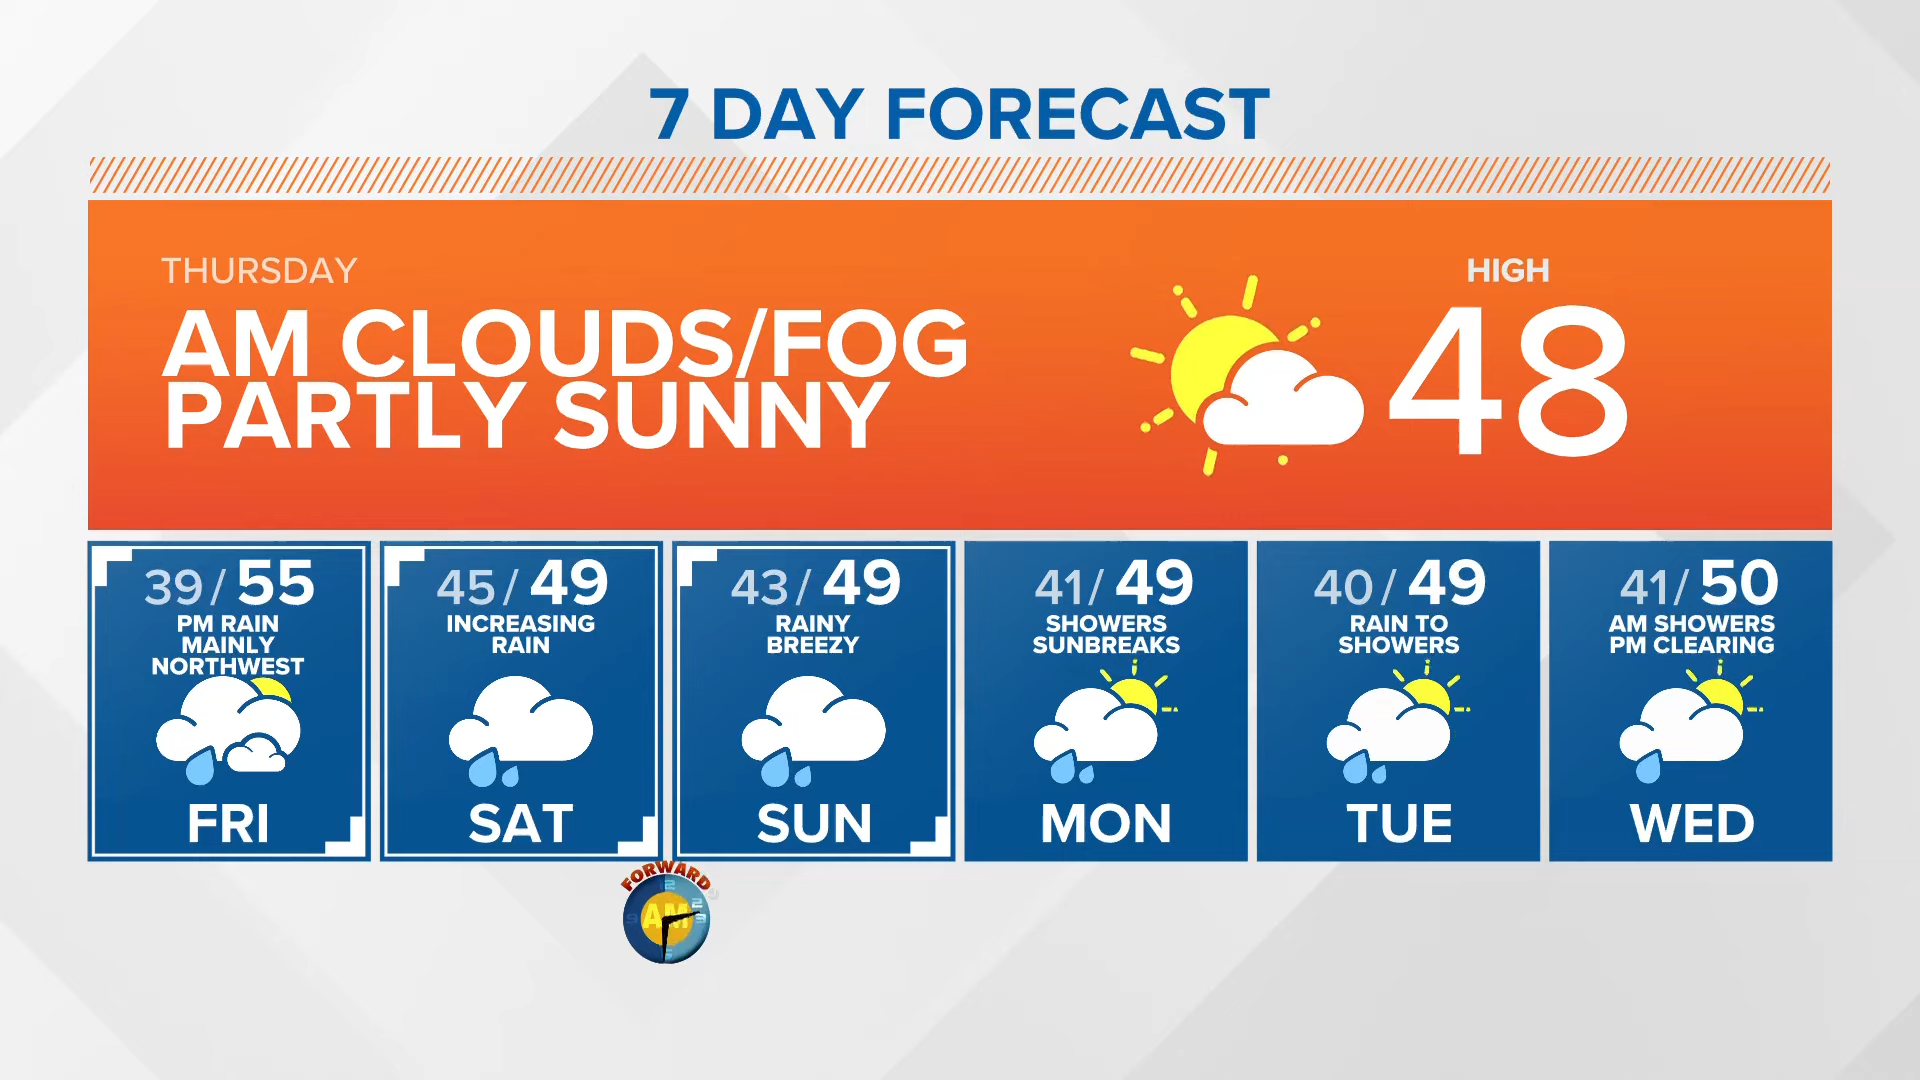 7 DAY FORECAST
THURSDAY
AM CLOUDS/FOG
PARTLY SUNNY
HIGH
48
39/55
PM RAIN
MAINLY
NORTHWEST
FRI
45/49
INCREASING
RAIN
SAT
43/49
RAINY
BREEZY
SUN
41/49
SHOWERS
SUNBREAKS
MON
40/49
RAIN TO
SHOWERS
TUE
41/50
AM SHOWERS
PM CLEARING
WED
FORWARD
AM